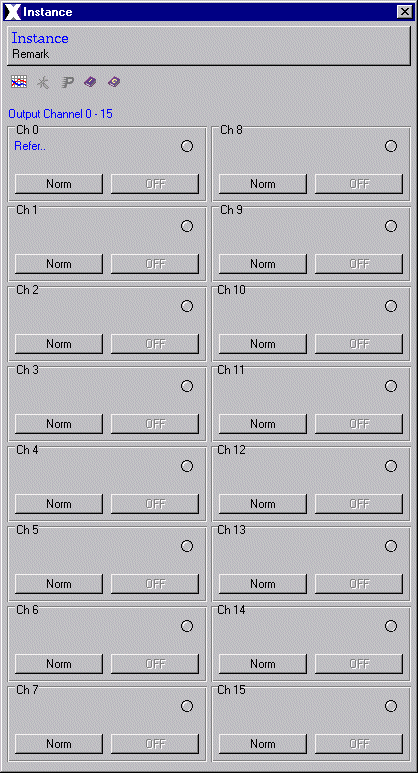 Instance
Instance
Remark
Output Channel 0 - 15
Ch 0
Refer..
Norm
OFF
Ch 1
Norm
OFF
Ch 2
Norm
OFF
Ch 3
Norm
OFF
Ch 4
Norm
OFF
Ch 5
Norm
OFF
Ch 6
Norm
OFF
Ch 7
Norm
OFF
Ch 8
Norm
OFF
Ch 9
Norm
OFF
Ch 10
Norm
OFF
Ch 11
Norm
OFF
Ch 12
Norm
OFF
Ch 13
Norm
OFF
Ch 14
Norm
OFF
Ch 15
Norm
OFF